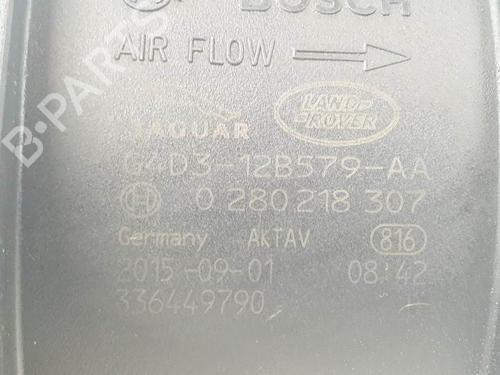 BOSCH
AIR FLOW
JAGUAR
LAND ROVER
G4D3-12B579-AA
0 280 218 307
Germany AKTAV 816
2015-09-01 08:42
336449790
B-PARTS